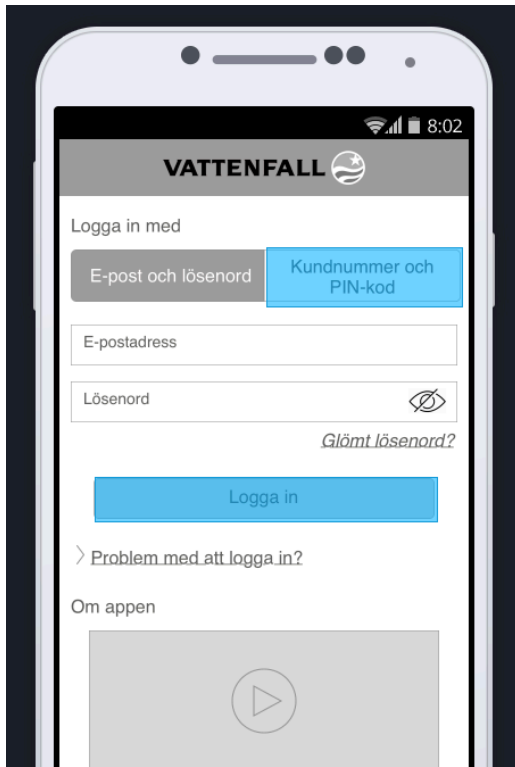 8:02
VATTENFALL
Logga in med
E-post och lösenord
Kundnummer och
PIN-kod
E-postadress
Lösenord
Glömt lösenord?
Logga in
Problem med att logga in?
Om appen